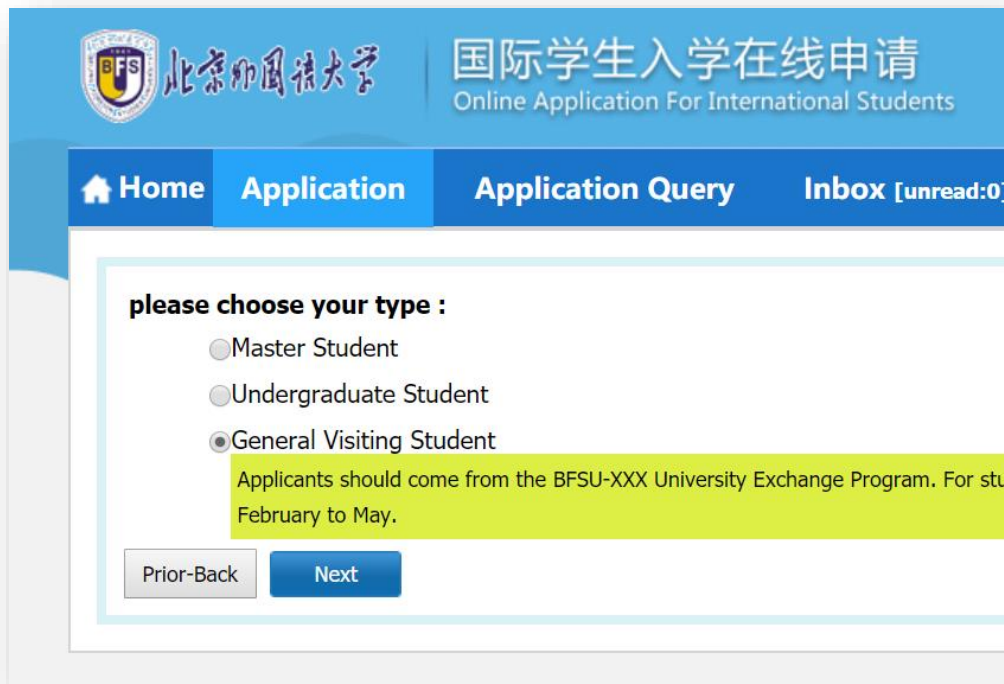 BFS
北京外国语大学
国际学生入学在线申请
Online Application For International Students
Home Application Application Query Inbox [unread:0]
please choose your type :
Master Student
Undergraduate Student
General Visiting Student
Applicants should come from the BFSU-XXX University Exchange Program. For stu
February to May.
Prior-Back Next